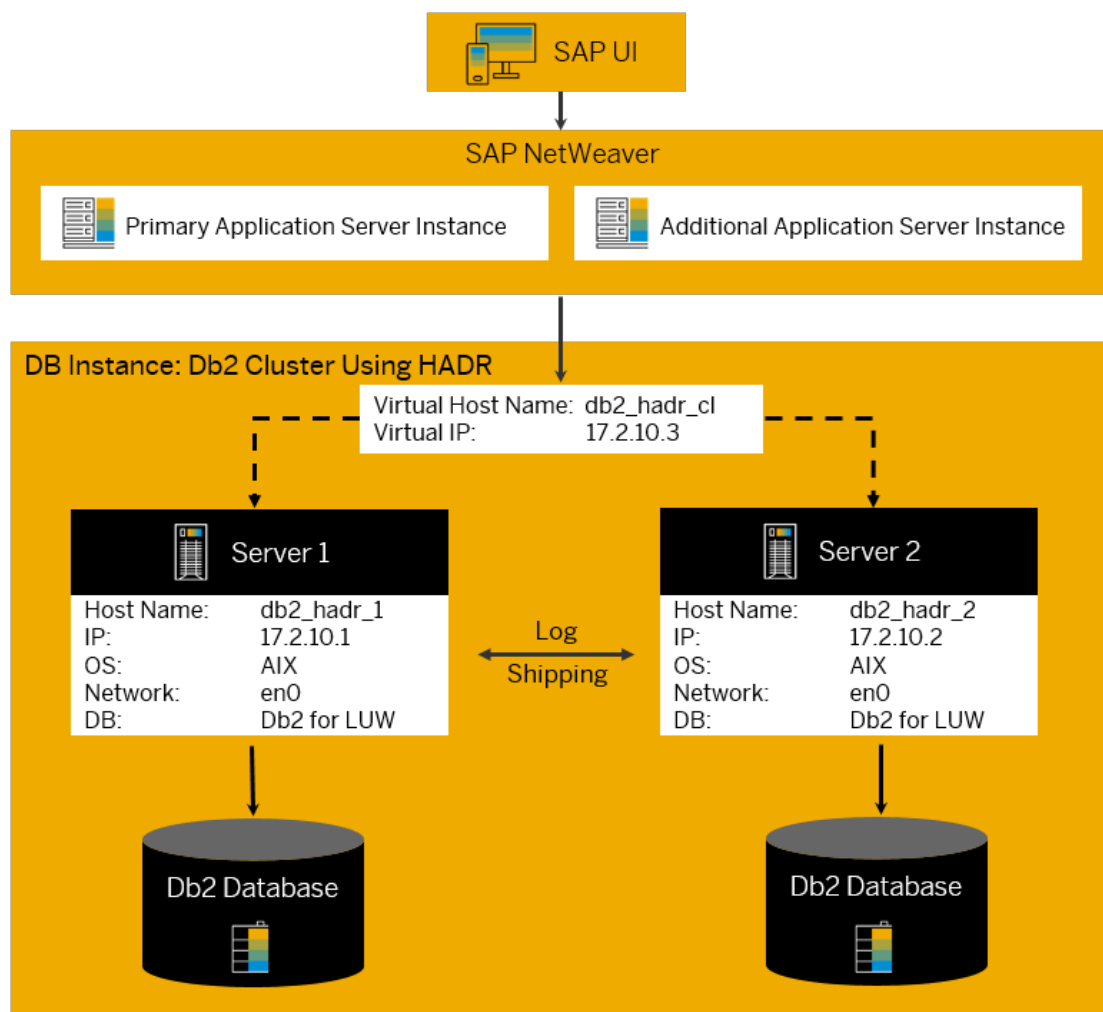 SAP UI
SAP NetWeaver
Primary Application Server Instance
Additional Application Server Instance
DB Instance: Db2 Cluster Using HADR
Virtual Host Name: db2_hadr_cl
Virtual IP: 17.2.10.3
Server 1
Host Name: db2_hadr_1
IP: 17.2.10.1
OS: AIX
Network: en0
DB: Db2 for LUW
Log
Shipping
Server 2
Host Name: db2_hadr_2
IP: 17.2.10.2
OS: AIX
Network: en0
DB: Db2 for LUW
Db2 Database
Db2 Database